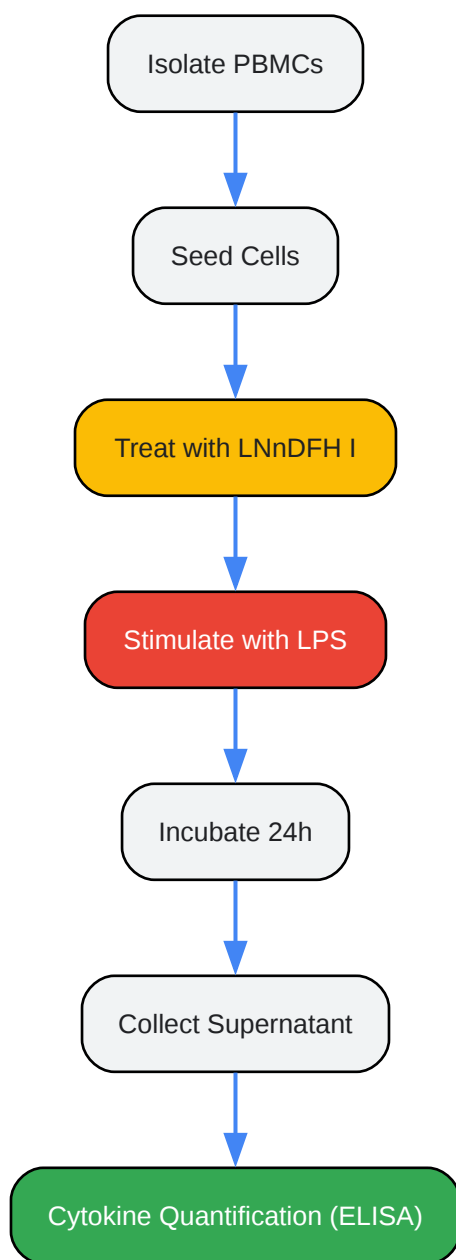 Isolate PBMCs
Seed Cells
Treat with LNnDFH I
Stimulate with LPS
Incubate 24h
Collect Supernatant
Cytokine Quantification (ELISA)